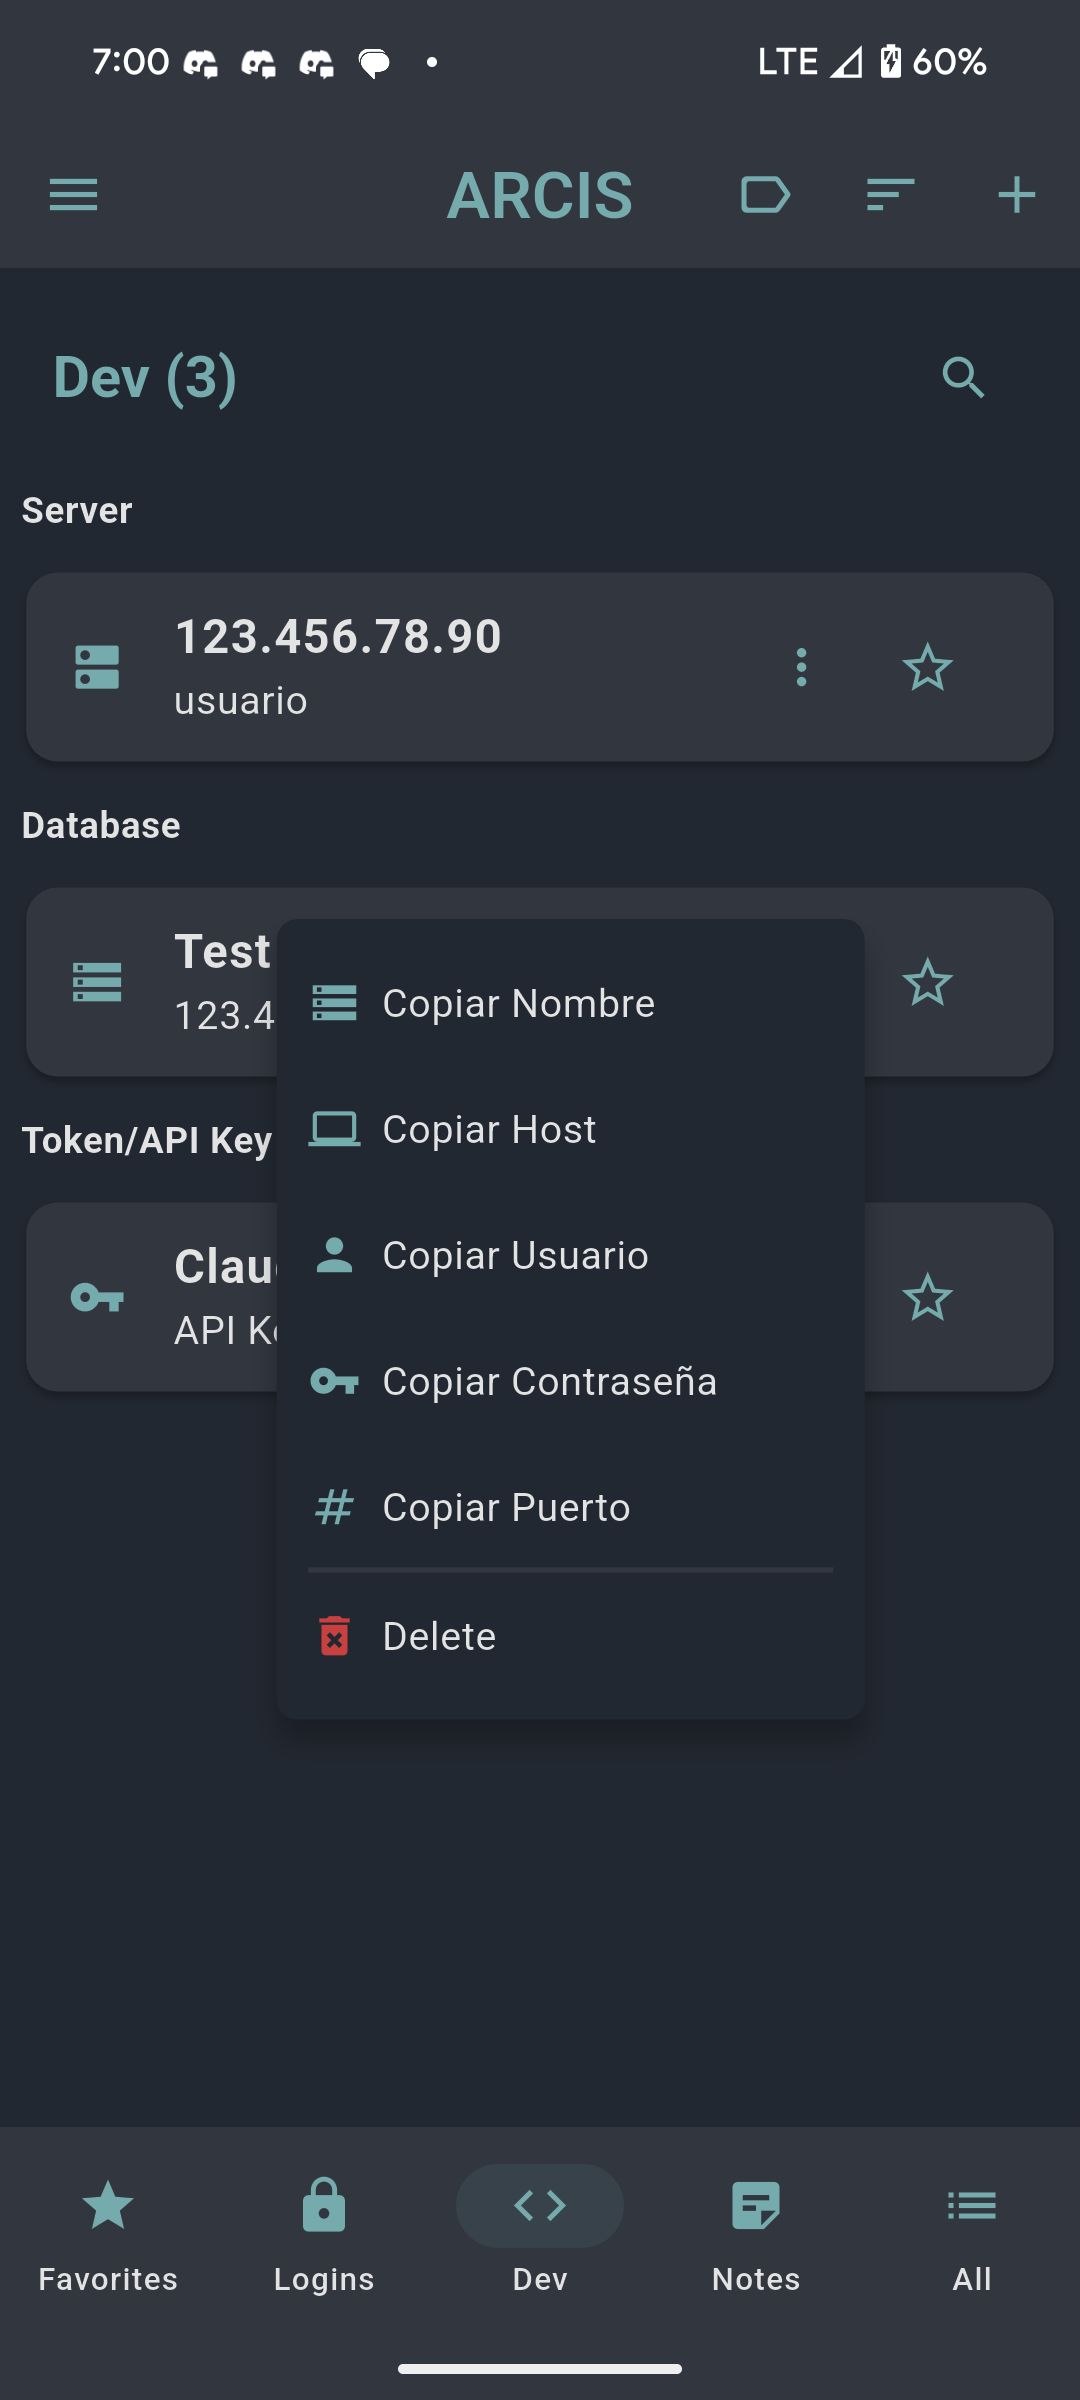 7:00
LTE 60%
ARCIS
Dev (3)
Server
123.456.78.90
usuario
Database
Test
123.4
Token/API Key
API
Copiar Nombre
Copiar Host
Copiar Usuario
Copiar Contraseña
Copiar Puerto
Delete
Favorites
Logins
Dev
Notes
All